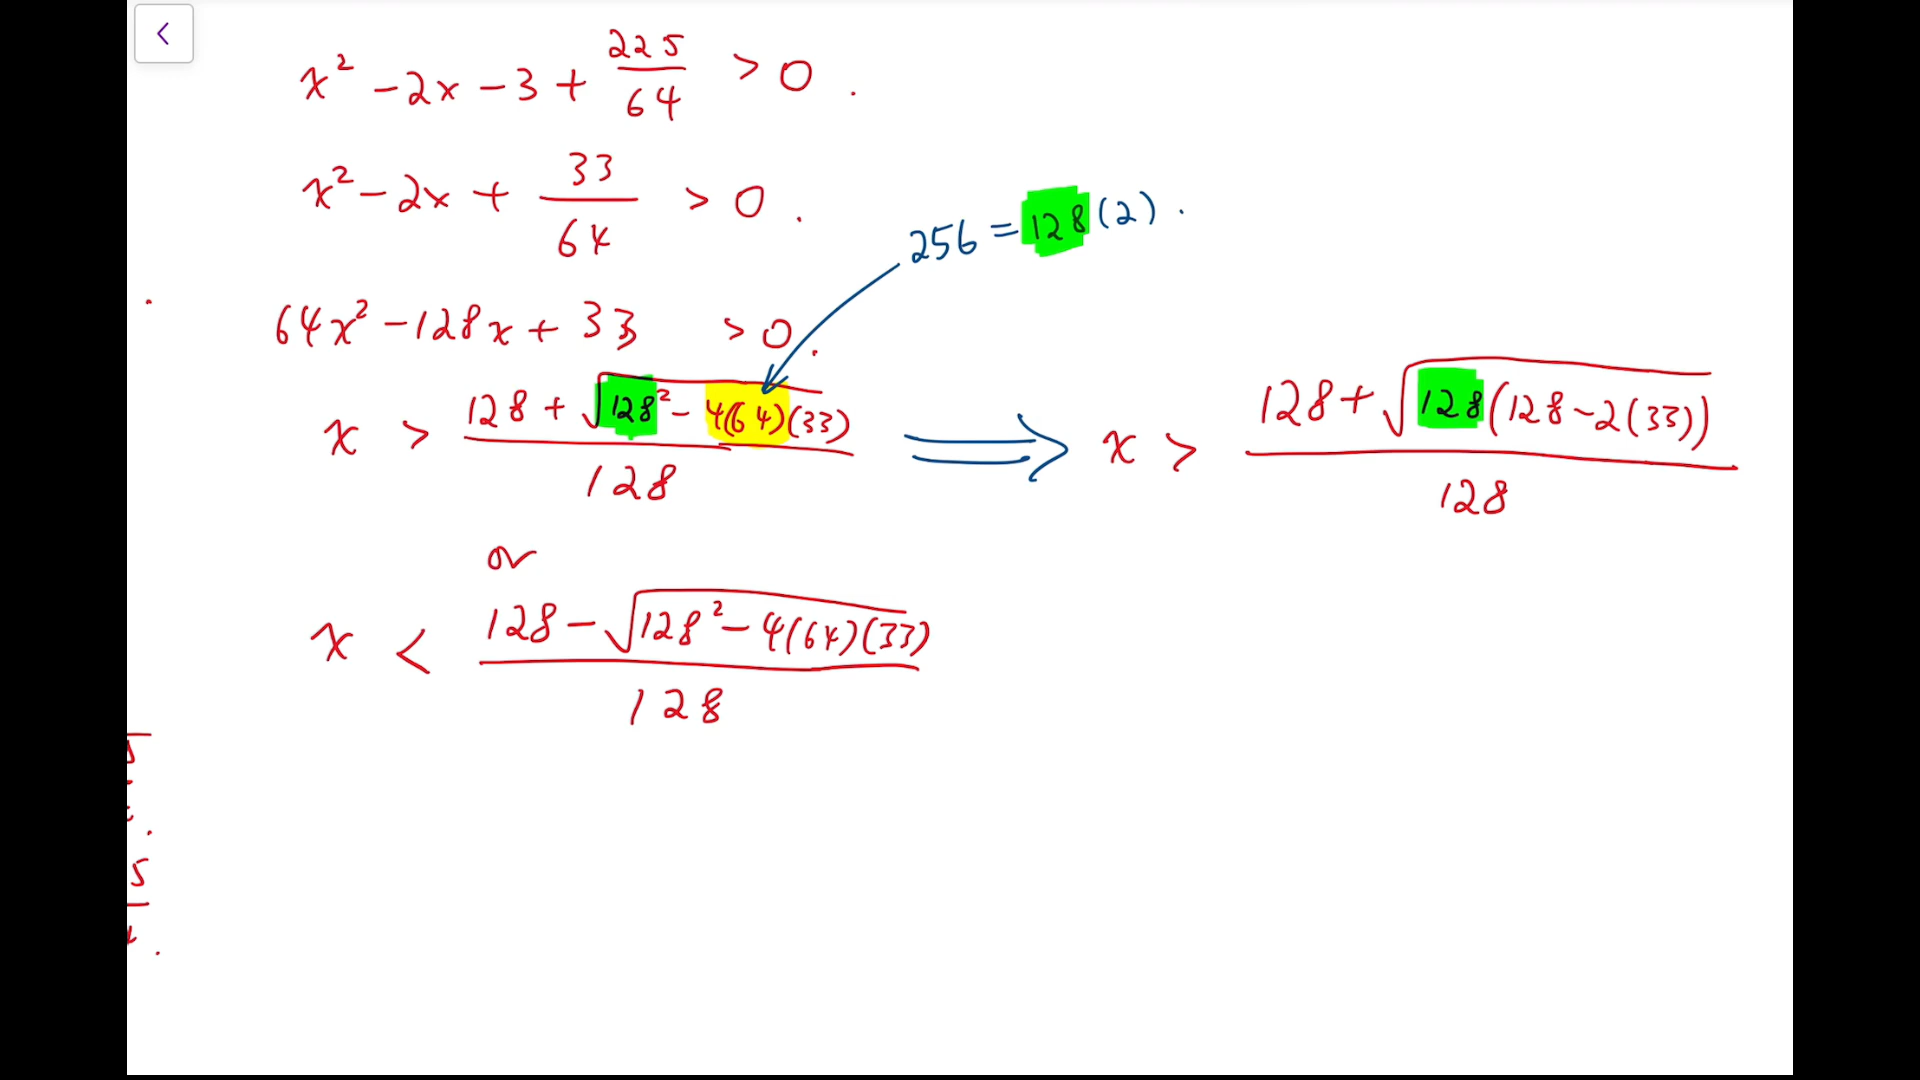 x² - 2x - 3 + 225/64 > 0 .
x² - 2x + 33/64 > 0 .
256 = 128(2) .
64x² - 128x + 33 > 0 .
x > (128 + √(128² - 4(64)(33)))/128 ⟹ x > (128 + √(128(128 - 2(33))))/128
or
x < (128 - √(128² - 4(64)(33)))/128
5